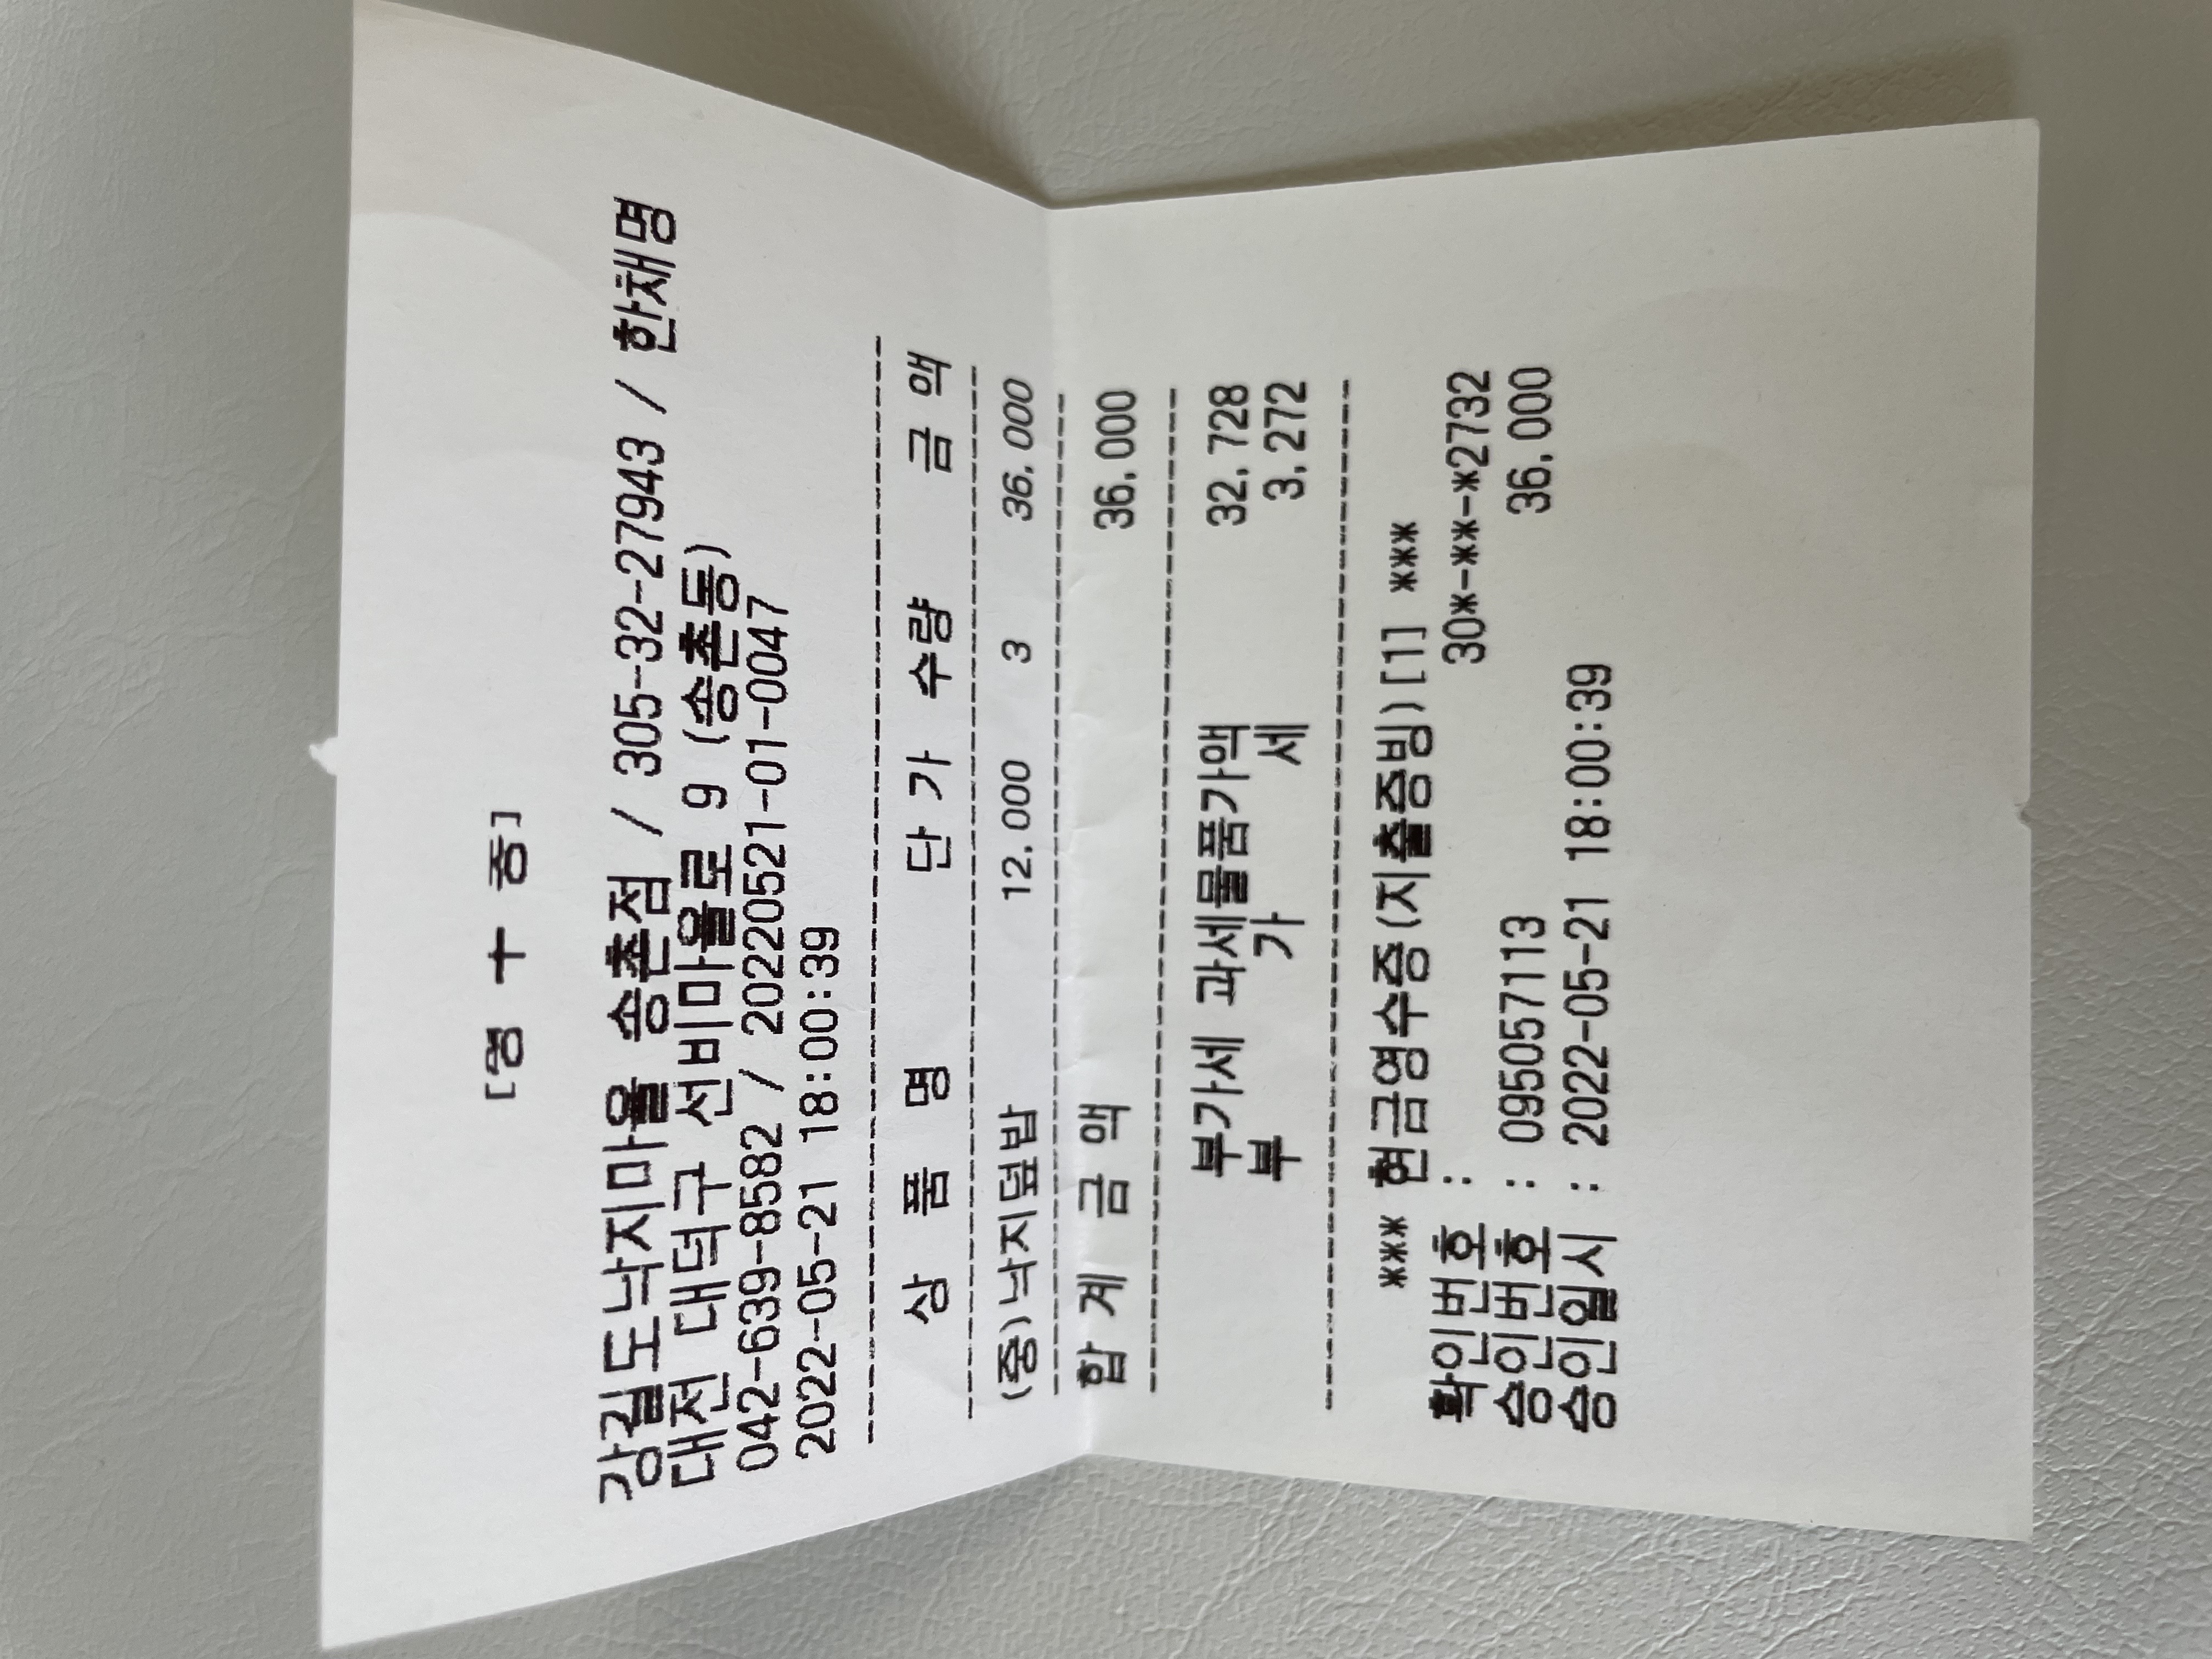 [영 수 증]
강길도낙지마을 송촌점 / 305-32-27943 / 한채명
대전 대덕구 선비마을로 9 (송촌동)
042-639-8582 / 20220521-01-0047
2022-05-21 18:00:39
상 품 명 단 가 수 량 금 액
(중)낙지덮밥 12.000 3 36.000
합 계 금 액 36.000
부가세 과세물품가액 32.728
부 가 세 3.272
*** 현금영수증(지출증빙)[1] ***
확인번호 : 30*-**-*2732
승인번호 : 095057113 36.000
승인일시 : 2022-05-21 18:00:39